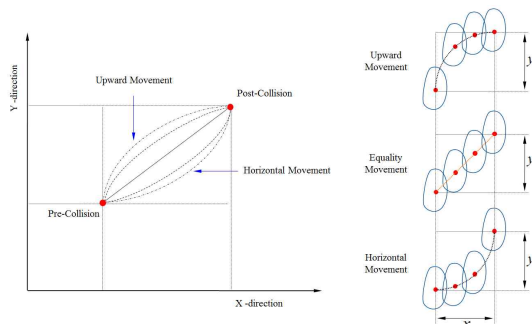 Y -direction
Upward Movement
Post-Collision
Horizontal Movement
Pre-Collision
X -direction
Upward
Movement
y
Equality
Movement
y
Horizontal
Movement
y